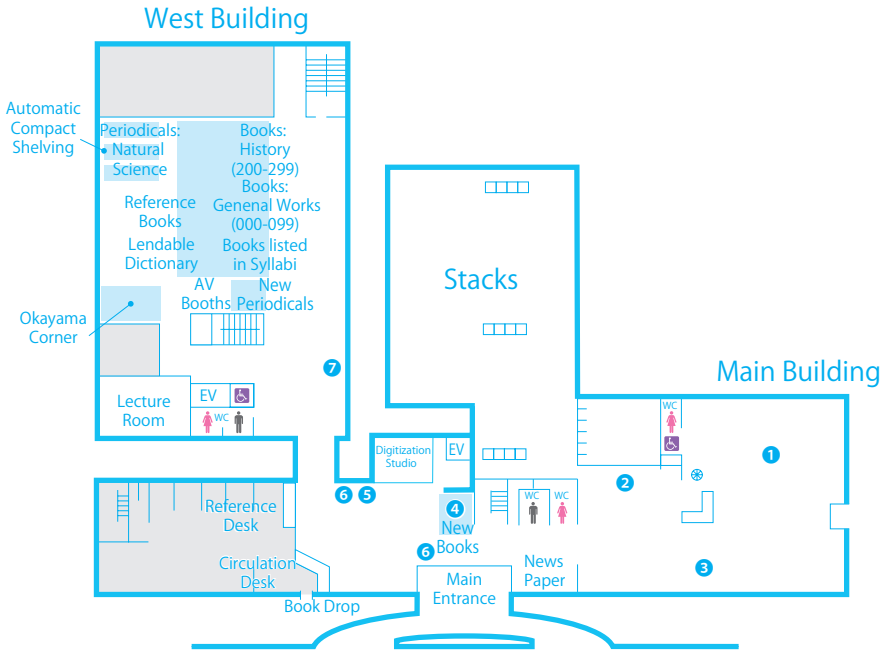 West Building
Automatic
Compact
Shelving
Periodicals:
Natural
Science
Books:
History
(200-299)
Books:
Genenal Works
(000-099)
Reference
Books
Lendable
Dictionary
Books listed
in Syllabi
AV
Booths
New
Periodicals
Okayama
Corner
Stacks
7
Main Building
Lecture
Room
EV
WC
Digitization
Studio
EV
WC
1
2
6
5
4
Reference
Desk
New
Books
WC
WC
6
Circulation
Desk
News
Paper
3
Main
Entrance
Book Drop